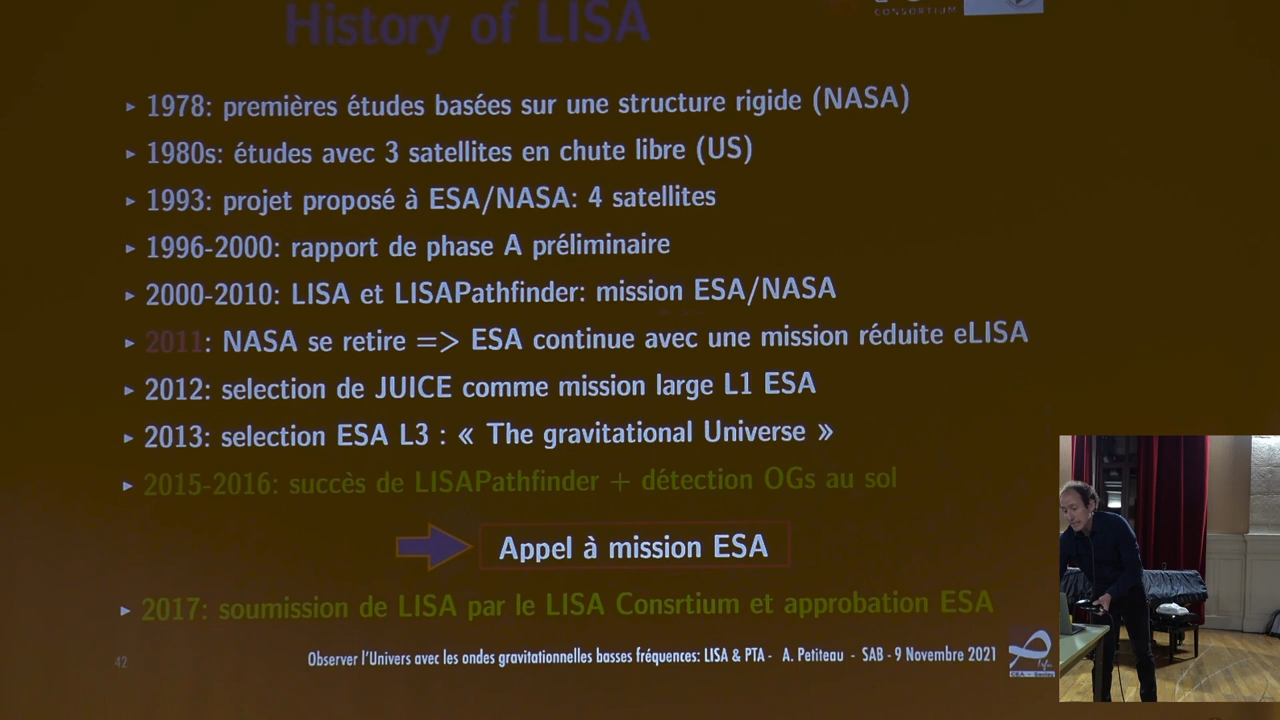 History of LISA
CONSORTIUM
▸ 1978: premières études basées sur une structure rigide (NASA)
▸ 1980s: études avec 3 satellites en chute libre (US)
▸ 1993: projet proposé à ESA/NASA: 4 satellites
▸ 1996-2000: rapport de phase A préliminaire
▸ 2000-2010: LISA et LISAPathfinder: mission ESA/NASA
▸ 2011: NASA se retire => ESA continue avec une mission réduite eLISA
▸ 2012: selection de JUICE comme mission large L1 ESA
▸ 2013: selection ESA L3 : « The gravitational Universe »
▸ 2015-2016: succès de LISAPathfinder + détection OGs au sol
Appel à mission ESA
▸ 2017: soumission de LISA par le LISA Consrtium et approbation ESA
42
Observer l'Univers avec les ondes gravitationnelles basses fréquences: LISA & PTA - A. Petiteau - SAB - 9 Novembre 2021